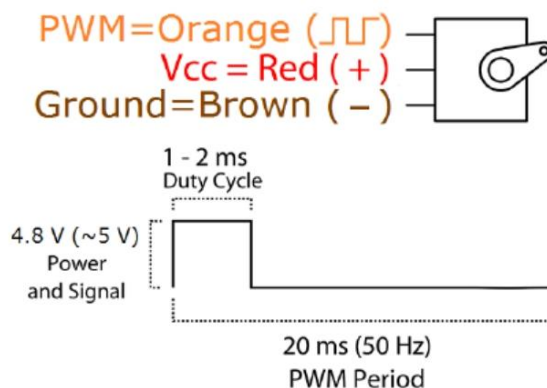 PWM=Orange (⎍⎍)
Vcc = Red (+)
Ground=Brown (−)
1 - 2 ms
Duty Cycle
4.8 V (~5 V)
Power
and Signal
20 ms (50 Hz)
PWM Period